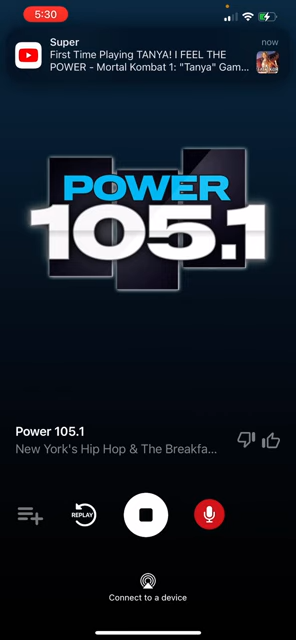 5:30
Super
now
First Time Playing TANYA! I FEEL THE
POWER - Mortal Kombat 1: "Tanya" Gam...
POWER
105.1
Power 105.1
New York's Hip Hop & The Breakfa...
REPLAY
Connect to a device